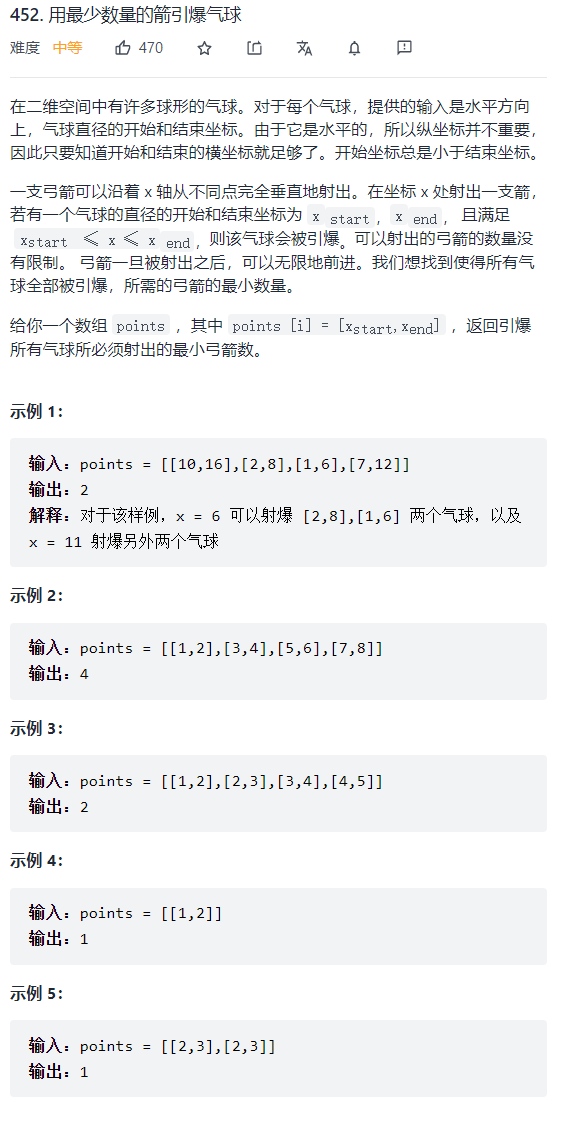 452. 用最少数量的箭引爆气球
难度 中等 470
在二维空间中有许多球形的气球。对于每个气球，提供的输入是水平方向
上，气球直径的开始和结束坐标。由于它是水平的，所以纵坐标并不重要，
因此只要知道开始和结束的横坐标就足够了。开始坐标总是小于结束坐标。
一支弓箭可以沿着 x 轴从不同点完全垂直地射出。在坐标 x 处射出一支箭，
若有一个气球的直径的开始和结束坐标为 x start， x end， 且满足
xstart ≤ x ≤ x end，则该气球会被引爆。可以射出的弓箭的数量没
有限制。 弓箭一旦被射出之后，可以无限地前进。我们想找到使得所有气
球全部被引爆，所需的弓箭的最小数量。
给你一个数组 points ，其中 points [i] = [xstart,xend] ，返回引爆
所有气球所必须射出的最小弓箭数。
示例 1：
输入：points = [[10,16],[2,8],[1,6],[7,12]]
输出：2
解释：对于该样例，x = 6 可以射爆 [2,8],[1,6] 两个气球，以及
x = 11 射爆另外两个气球
示例 2：
输入：points = [[1,2],[3,4],[5,6],[7,8]]
输出：4
示例 3：
输入：points = [[1,2],[2,3],[3,4],[4,5]]
输出：2
示例 4：
输入：points = [[1,2]]
输出：1
示例 5：
输入：points = [[2,3],[2,3]]
输出：1